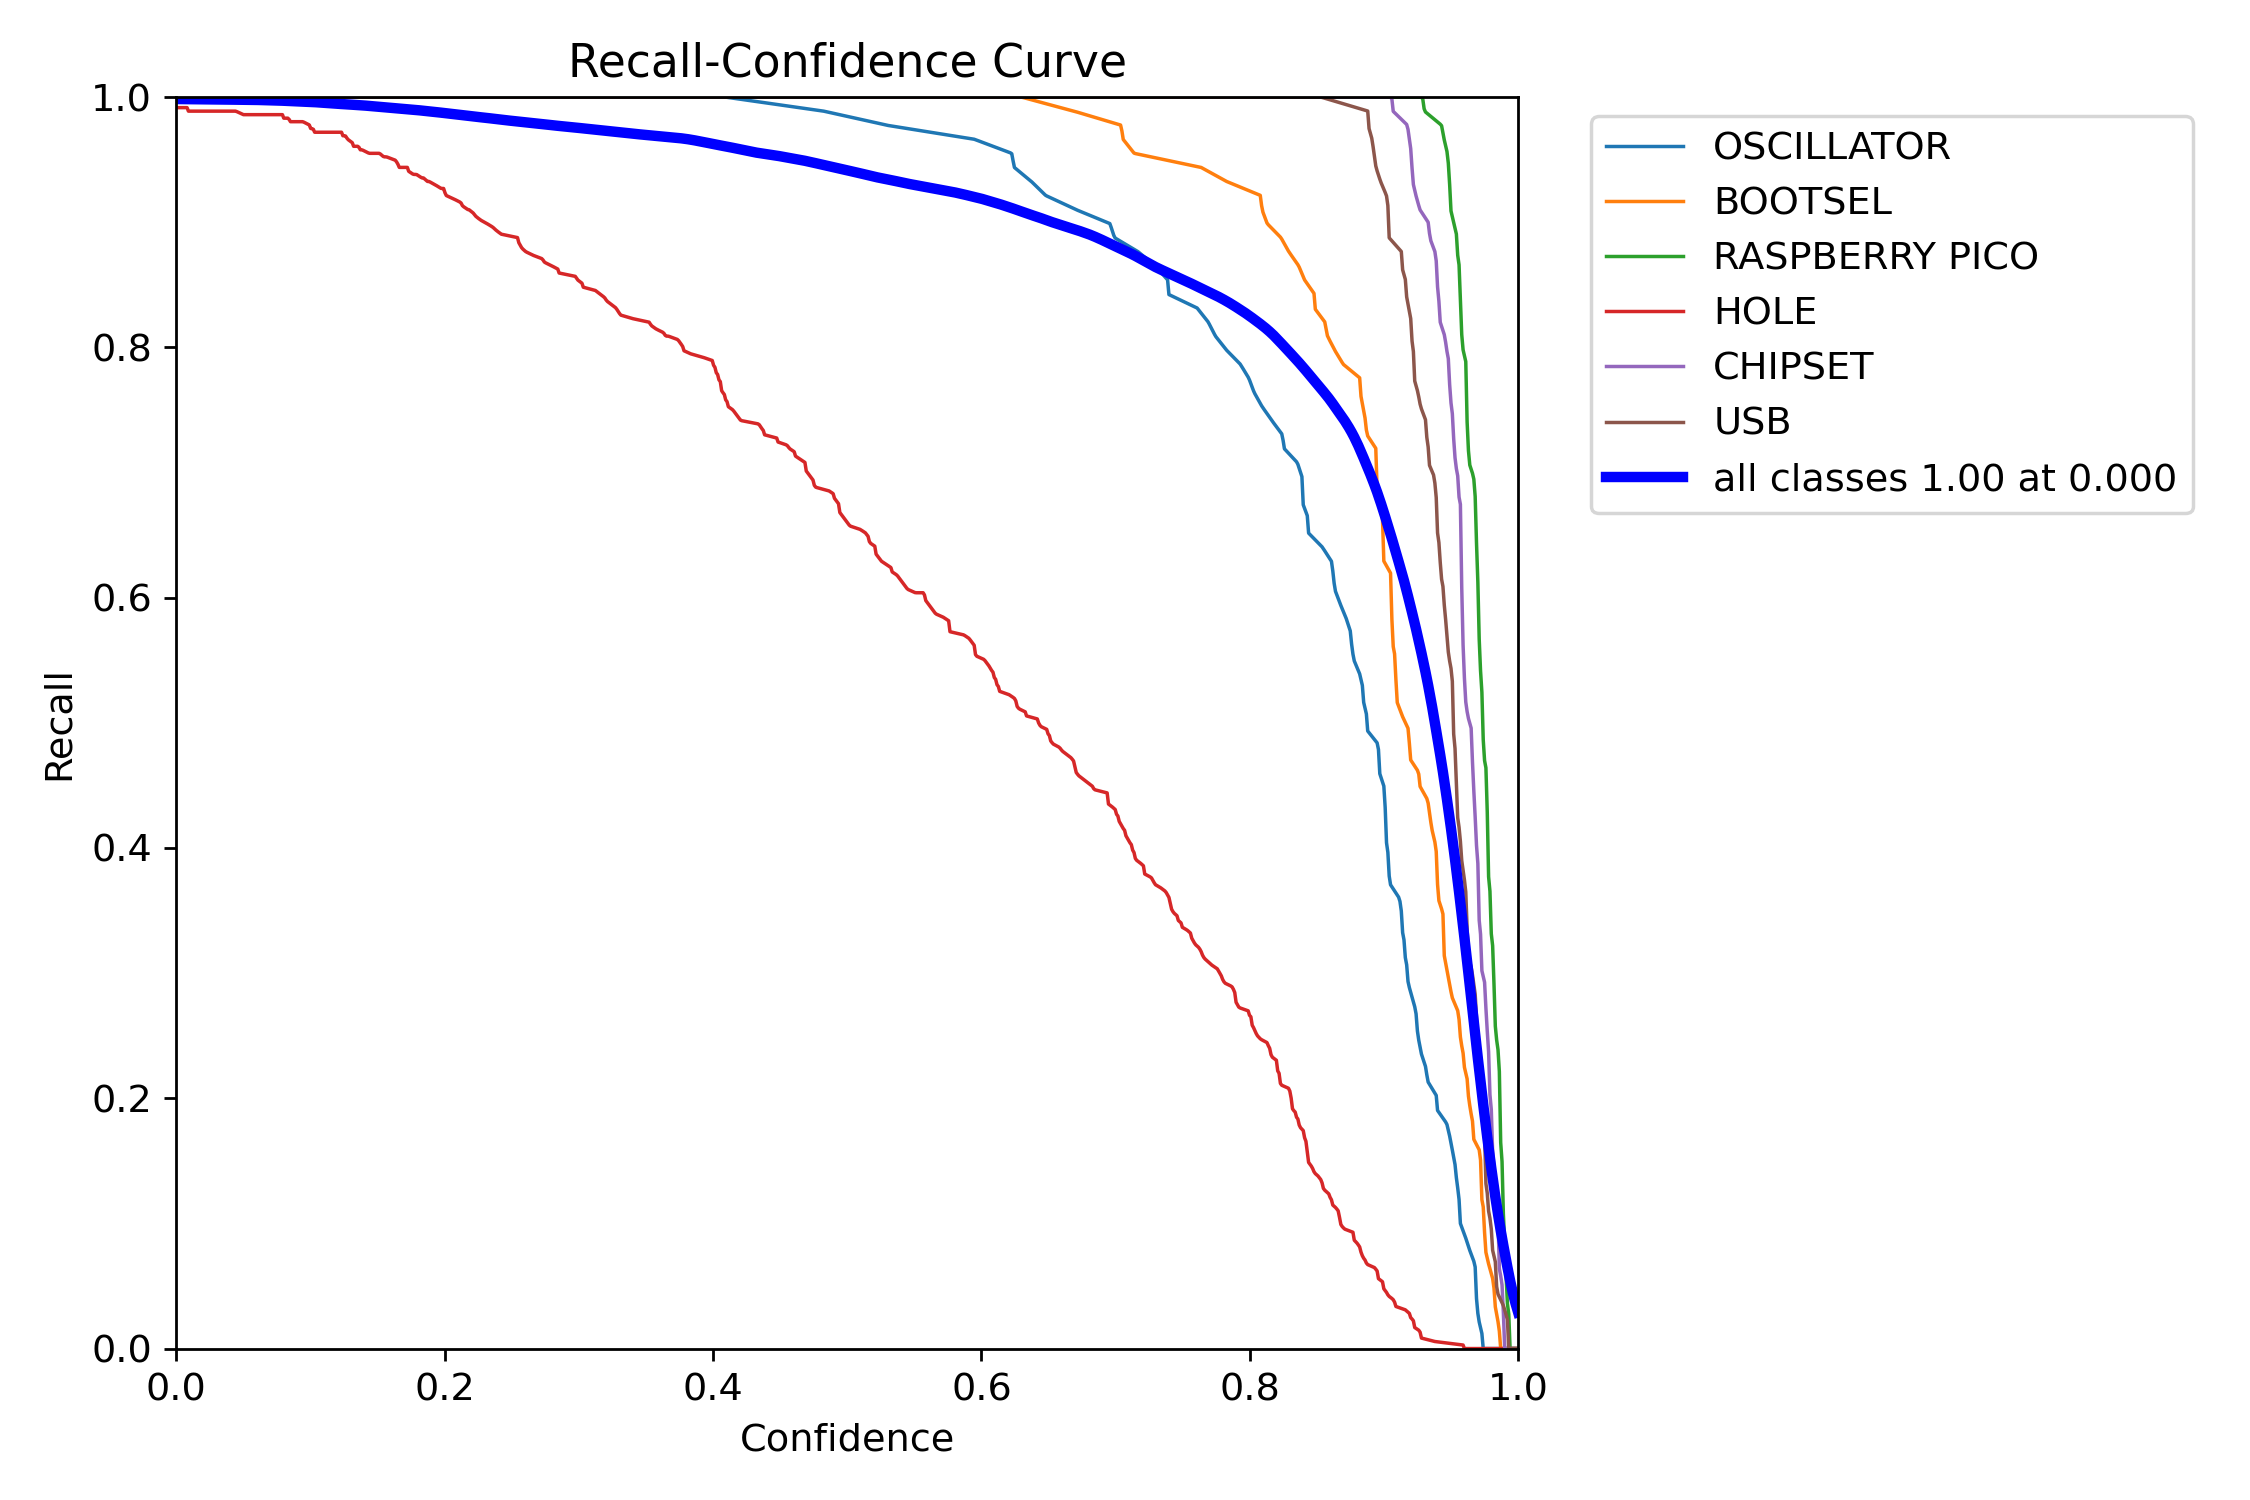 Recall-Confidence Curve
1.0
0.8
0.6
0.4
0.2
0.0
Recall
0.0 0.2 0.4 0.6 0.8 1.0
Confidence
OSCILLATOR
BOOTSEL
RASPBERRY PICO
HOLE
CHIPSET
USB
all classes 1.00 at 0.000